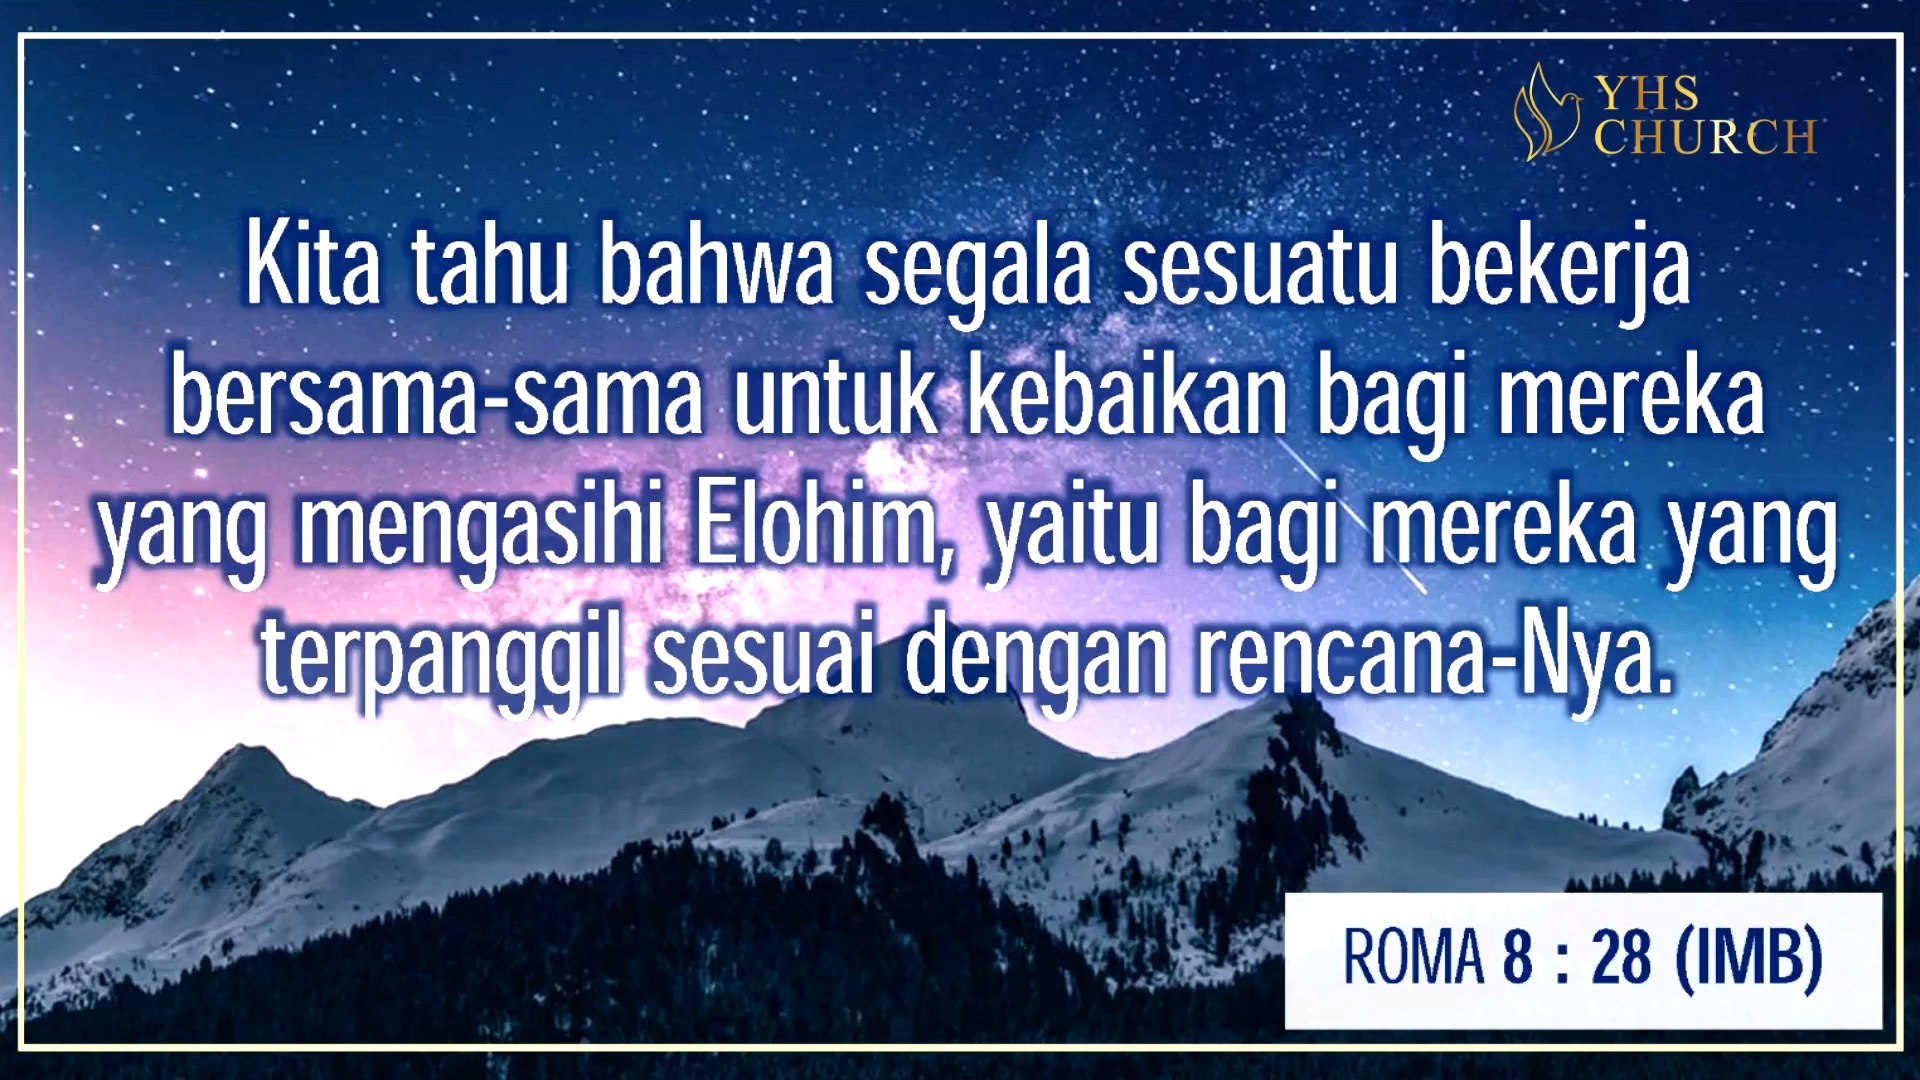 YHS
CHURCH
Kita tahu bahwa segala sesuatu bekerja
bersama-sama untuk kebaikan bagi mereka
yang mengasihi Elohim, yaitu bagi mereka yang
terpanggil sesuai dengan rencana-Nya.
ROMA 8 : 28 (IMB)